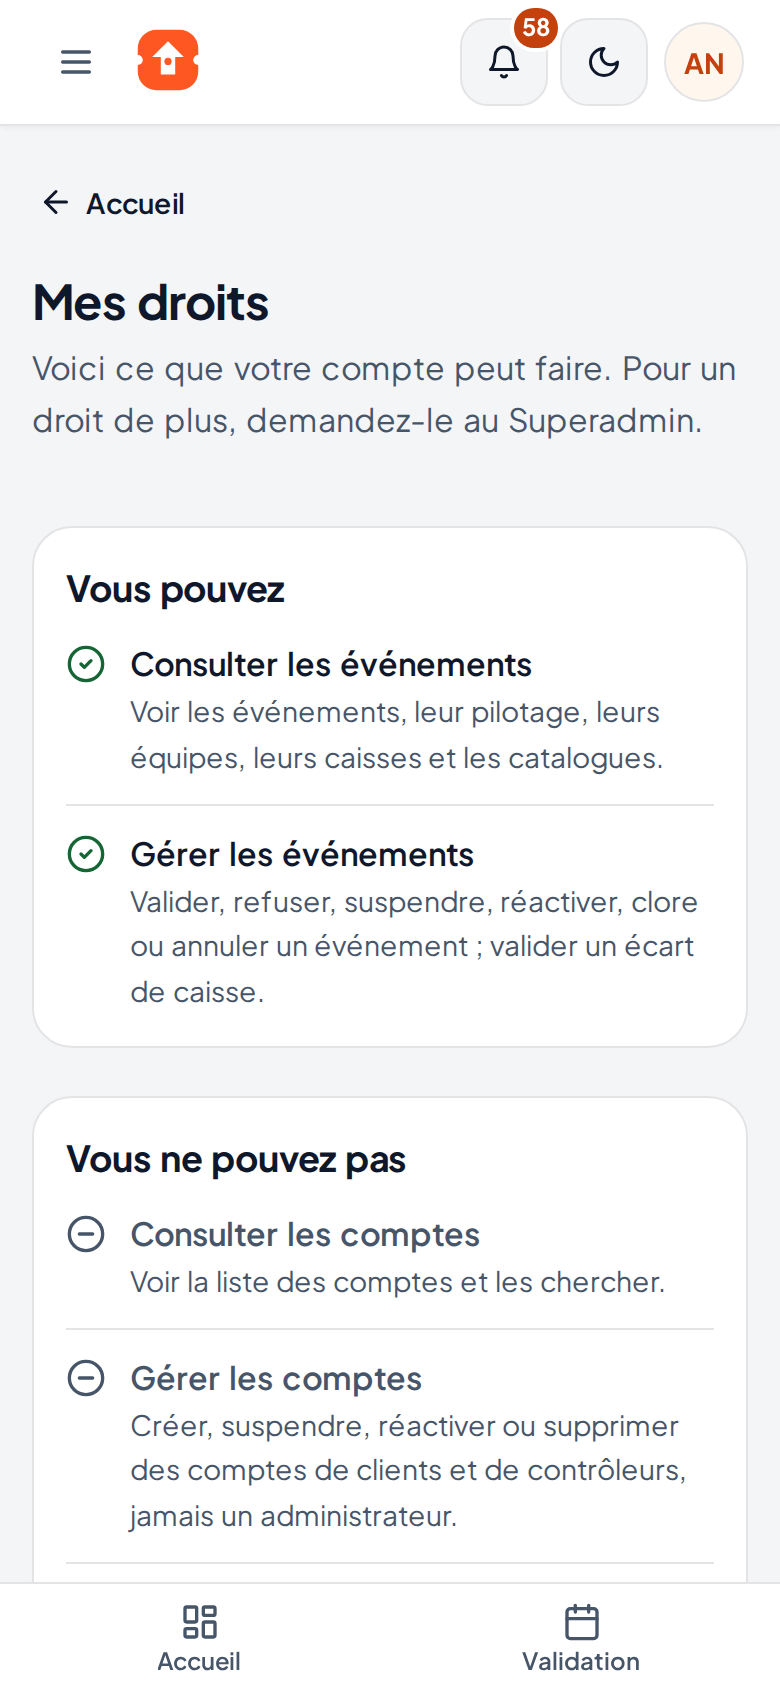 58
AN
Accueil
Mes droits
Voici ce que votre compte peut faire. Pour un
droit de plus, demandez-le au Superadmin.
Vous pouvez
Consulter les événements
Voir les événements, leur pilotage, leurs
équipes, leurs caisses et les catalogues.
Gérer les événements
Valider, refuser, suspendre, réactiver, clore
ou annuler un événement ; valider un écart
de caisse.
Vous ne pouvez pas
Consulter les comptes
Voir la liste des comptes et les chercher.
Gérer les comptes
Créer, suspendre, réactiver ou supprimer
des comptes de clients et de contrôleurs,
jamais un administrateur.
Accueil
Validation